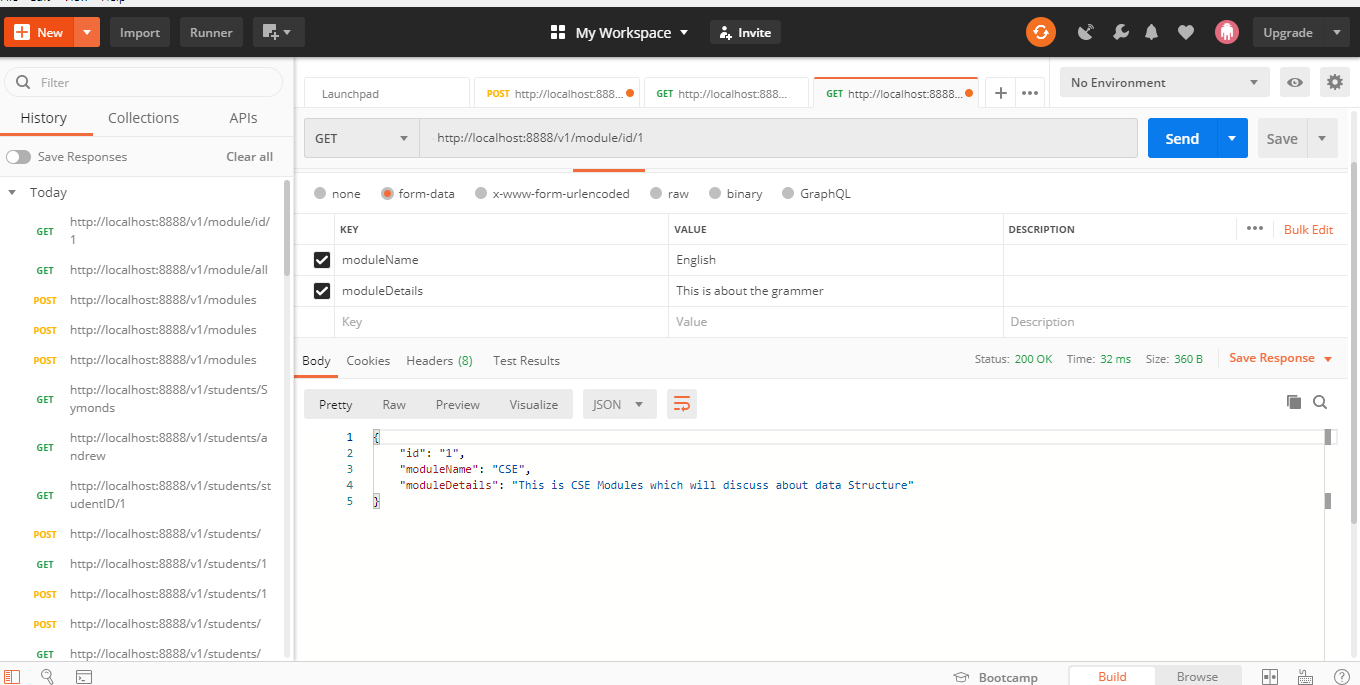 New
Import
Runner
My Workspace
Invite
Upgrade
Filter
History
Collections
APIs
Save Responses
Clear all
Today
GET http://localhost:8888/v1/module/id/
1
GET http://localhost:8888/v1/module/all
POST http://localhost:8888/v1/modules
POST http://localhost:8888/v1/modules
POST http://localhost:8888/v1/modules
GET http://localhost:8888/v1/students/S
ymonds
GET http://localhost:8888/v1/students/a
ndrew
GET http://localhost:8888/v1/students/st
udentID/1
POST http://localhost:8888/v1/students/
GET http://localhost:8888/v1/students/1
POST http://localhost:8888/v1/students/1
POST http://localhost:8888/v1/students/
GET http://localhost:8888/v1/students/
Launchpad
POST http://localhost:888...
GET http://localhost:888...
GET http://localhost:8888...
No Environment
GET
http://localhost:8888/v1/module/id/1
Send
Save
none
form-data
x-www-form-urlencoded
raw
binary
GraphQL
KEY VALUE DESCRIPTION
Bulk Edit
moduleName English
moduleDetails This is about the grammer
Key Value Description
Body
Cookies
Headers (8)
Test Results
Status: 200 OK Time: 32 ms Size: 360 B
Save Response
Pretty
Raw
Preview
Visualize
JSON
1 {
2 "id": "1",
3 "moduleName": "CSE",
4 "moduleDetails": "This is CSE Modules which will discuss about data Structure"
5 }
Bootcamp
Build
Browse